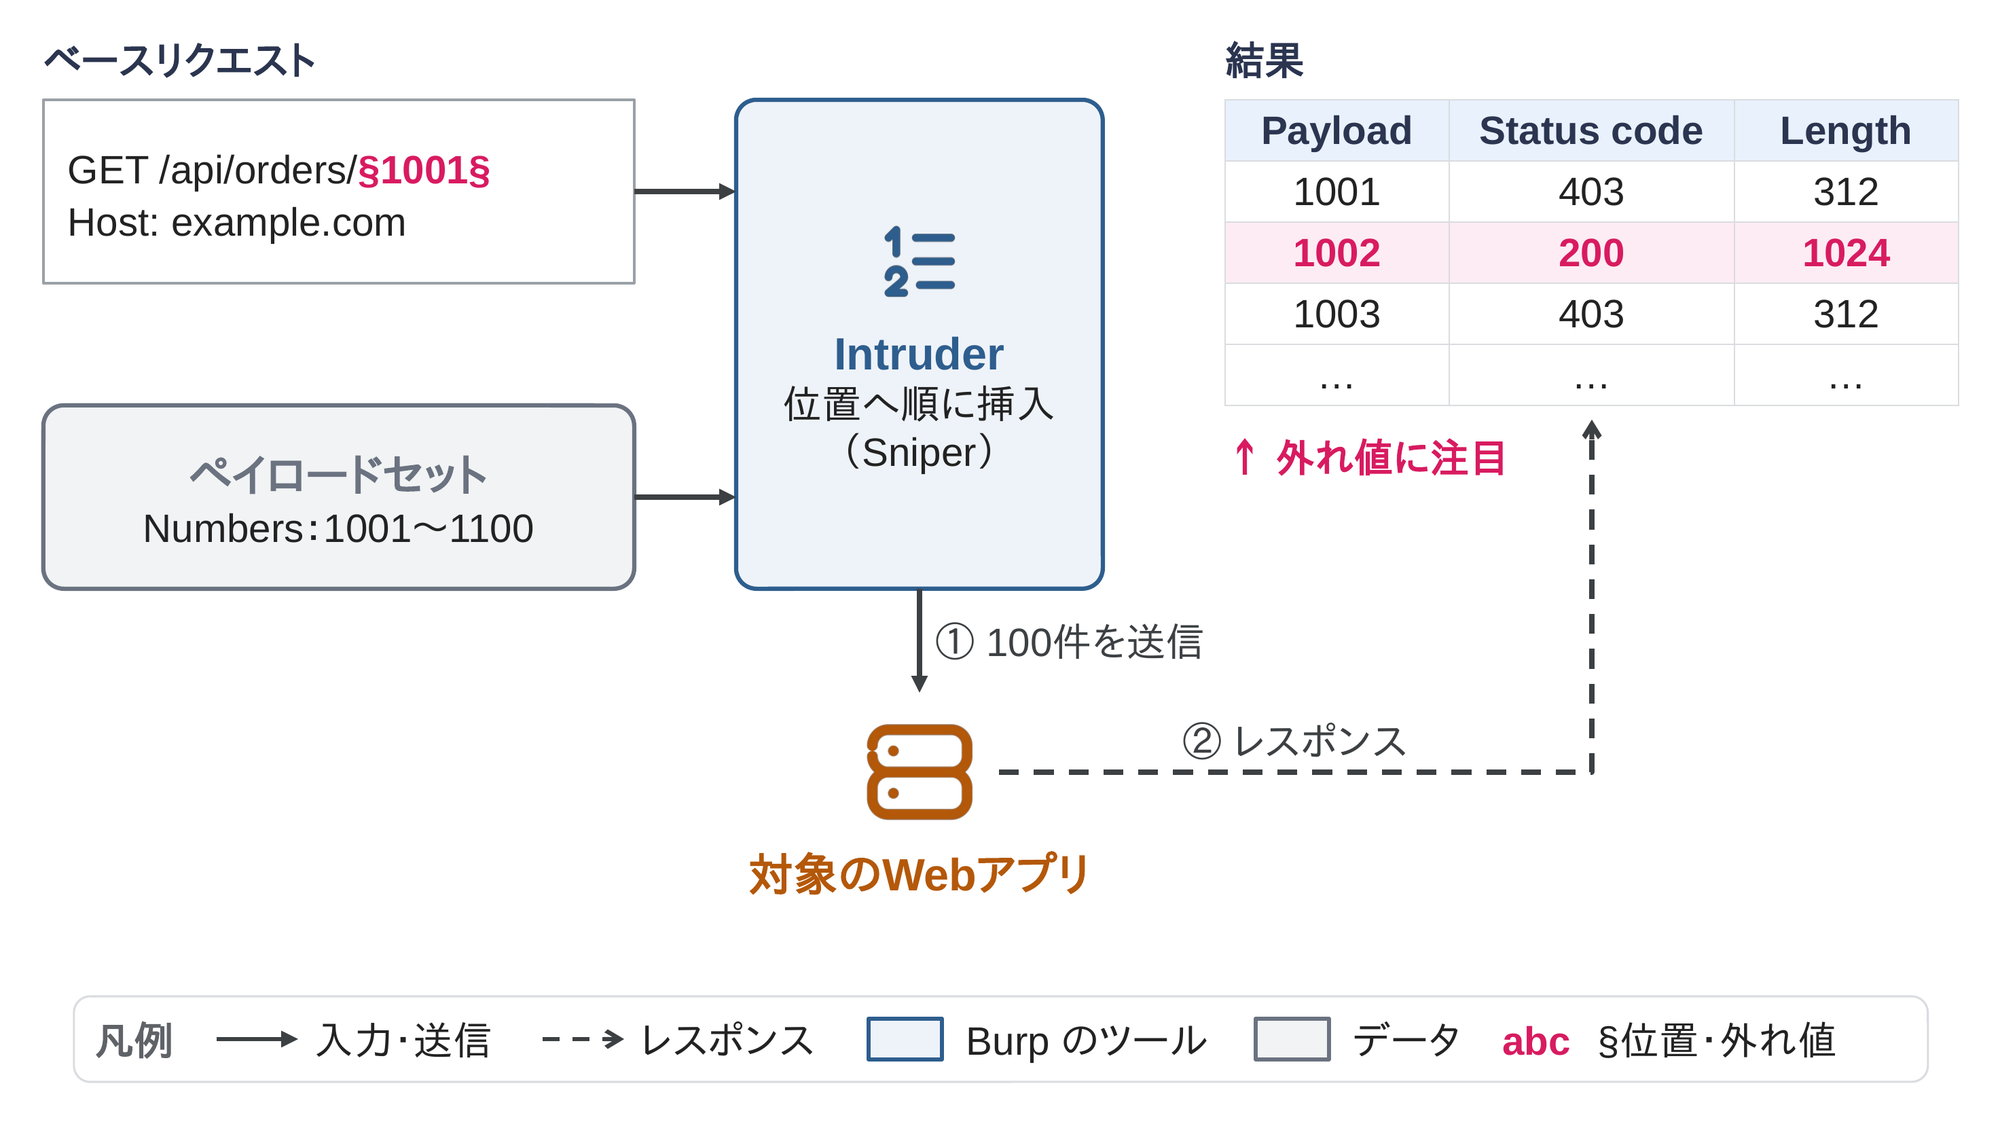 ベースリクエスト
GET /api/orders/§1001§
Host: example.com
ペイロードセット
Numbers：1001～1100
Intruder
位置へ順に挿入
（Sniper）
① 100件を送信
対象のWebアプリ
② レスポンス
結果
Payload Status code Length
1001 403 312
1002 200 1024
1003 403 312
… … …
↑ 外れ値に注目
凡例 入力・送信 レスポンス Burp のツール データ abc §位置・外れ値